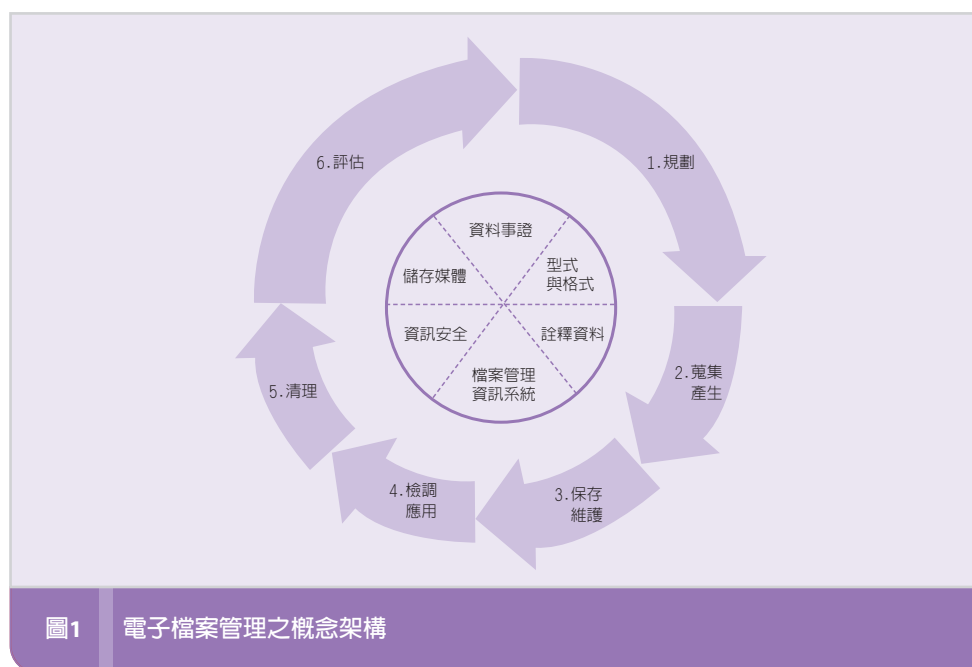 1.規劃
2.蒐集
產生
3.保存
維護
4.檢調
應用
5.清理
6.評估
資料事證
型式
與格式
詮釋資料
檔案管理
資訊系統
資訊安全
儲存媒體
圖1 電子檔案管理之概念架構